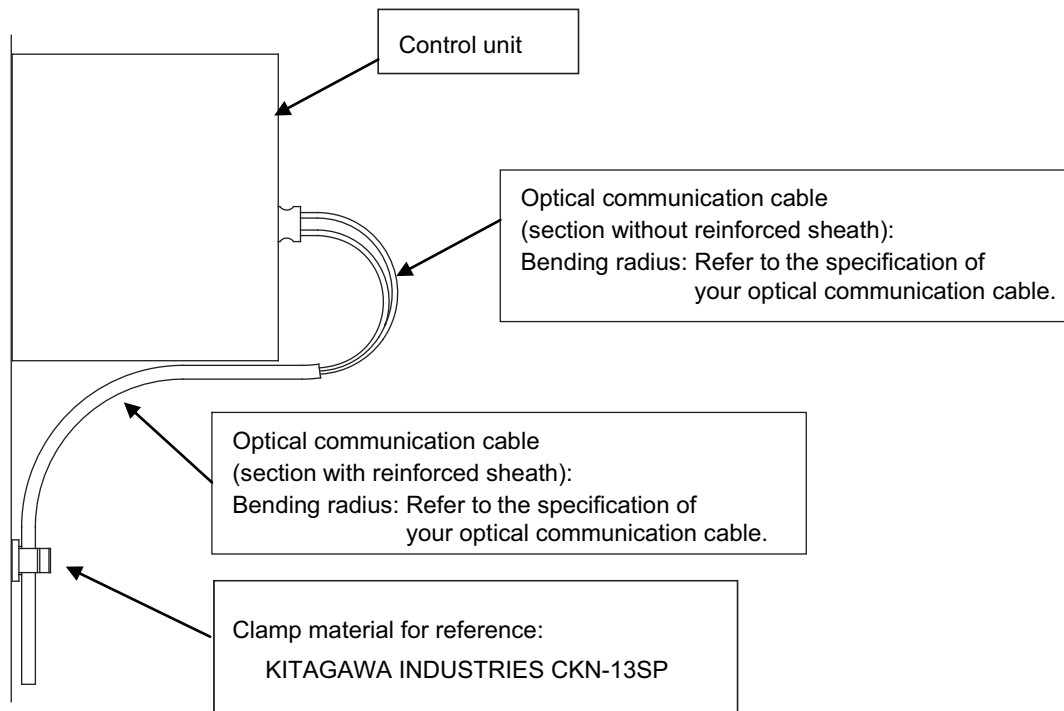 Control unit
Optical communication cable
(section without reinforced sheath):
Bending radius: Refer to the specification of
your optical communication cable.
Optical communication cable
(section with reinforced sheath):
Bending radius: Refer to the specification of
your optical communication cable.
Clamp material for reference:
KITAGAWA INDUSTRIES CKN-13SP